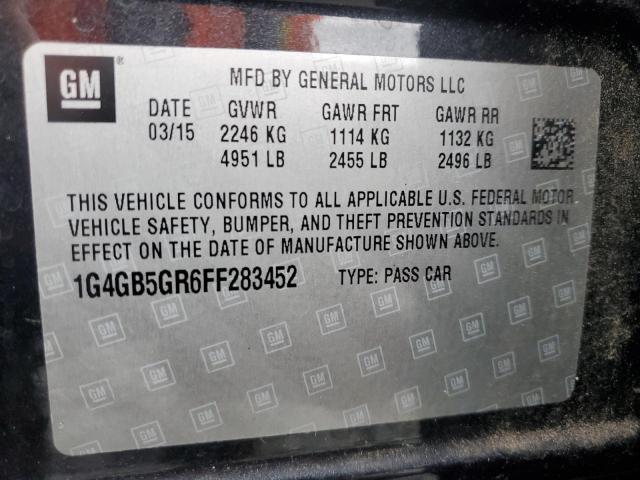 GM ®
MFD BY GENERAL MOTORS LLC
DATE GVWR GAWR FRT GAWR RR
03/15 2246 KG 1114 KG 1132 KG
4951 LB 2455 LB 2496 LB
THIS VEHICLE CONFORMS TO ALL APPLICABLE U.S. FEDERAL MOTOR
VEHICLE SAFETY, BUMPER, AND THEFT PREVENTION STANDARDS IN
EFFECT ON THE DATE OF MANUFACTURE SHOWN ABOVE.
1G4GB5GR6FF283452 TYPE: PASS CAR